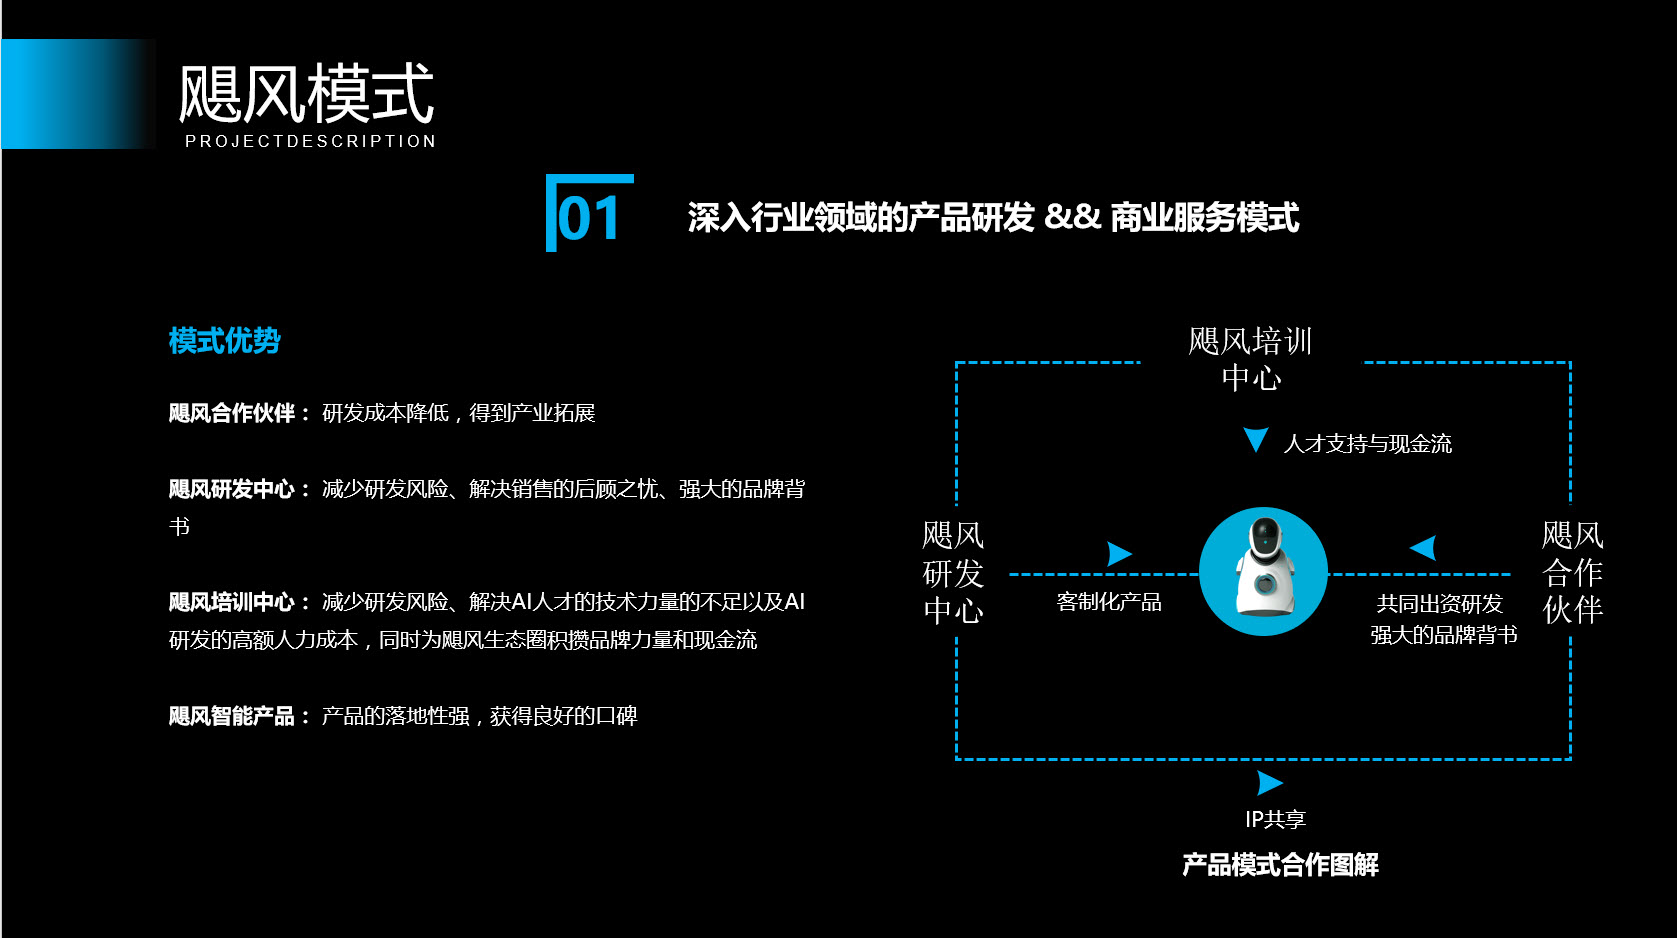 飓风模式
PROJECTDESCRIPTION
01
深入行业领域的产品研发 && 商业服务模式
模式优势
飓风合作伙伴： 研发成本降低，得到产业拓展
飓风研发中心： 减少研发风险、解决销售的后顾之忧、强大的品牌背
书
飓风培训中心： 减少研发风险、解决AI人才的技术力量的不足以及AI
研发的高额人力成本，同时为飓风生态圈积攒品牌力量和现金流
飓风智能产品： 产品的落地性强，获得良好的口碑
飓风培训
中心
人才支持与现金流
飓风
研发
中心
客制化产品
共同出资研发
强大的品牌背书
飓风
合作
伙伴
IP共享
产品模式合作图解